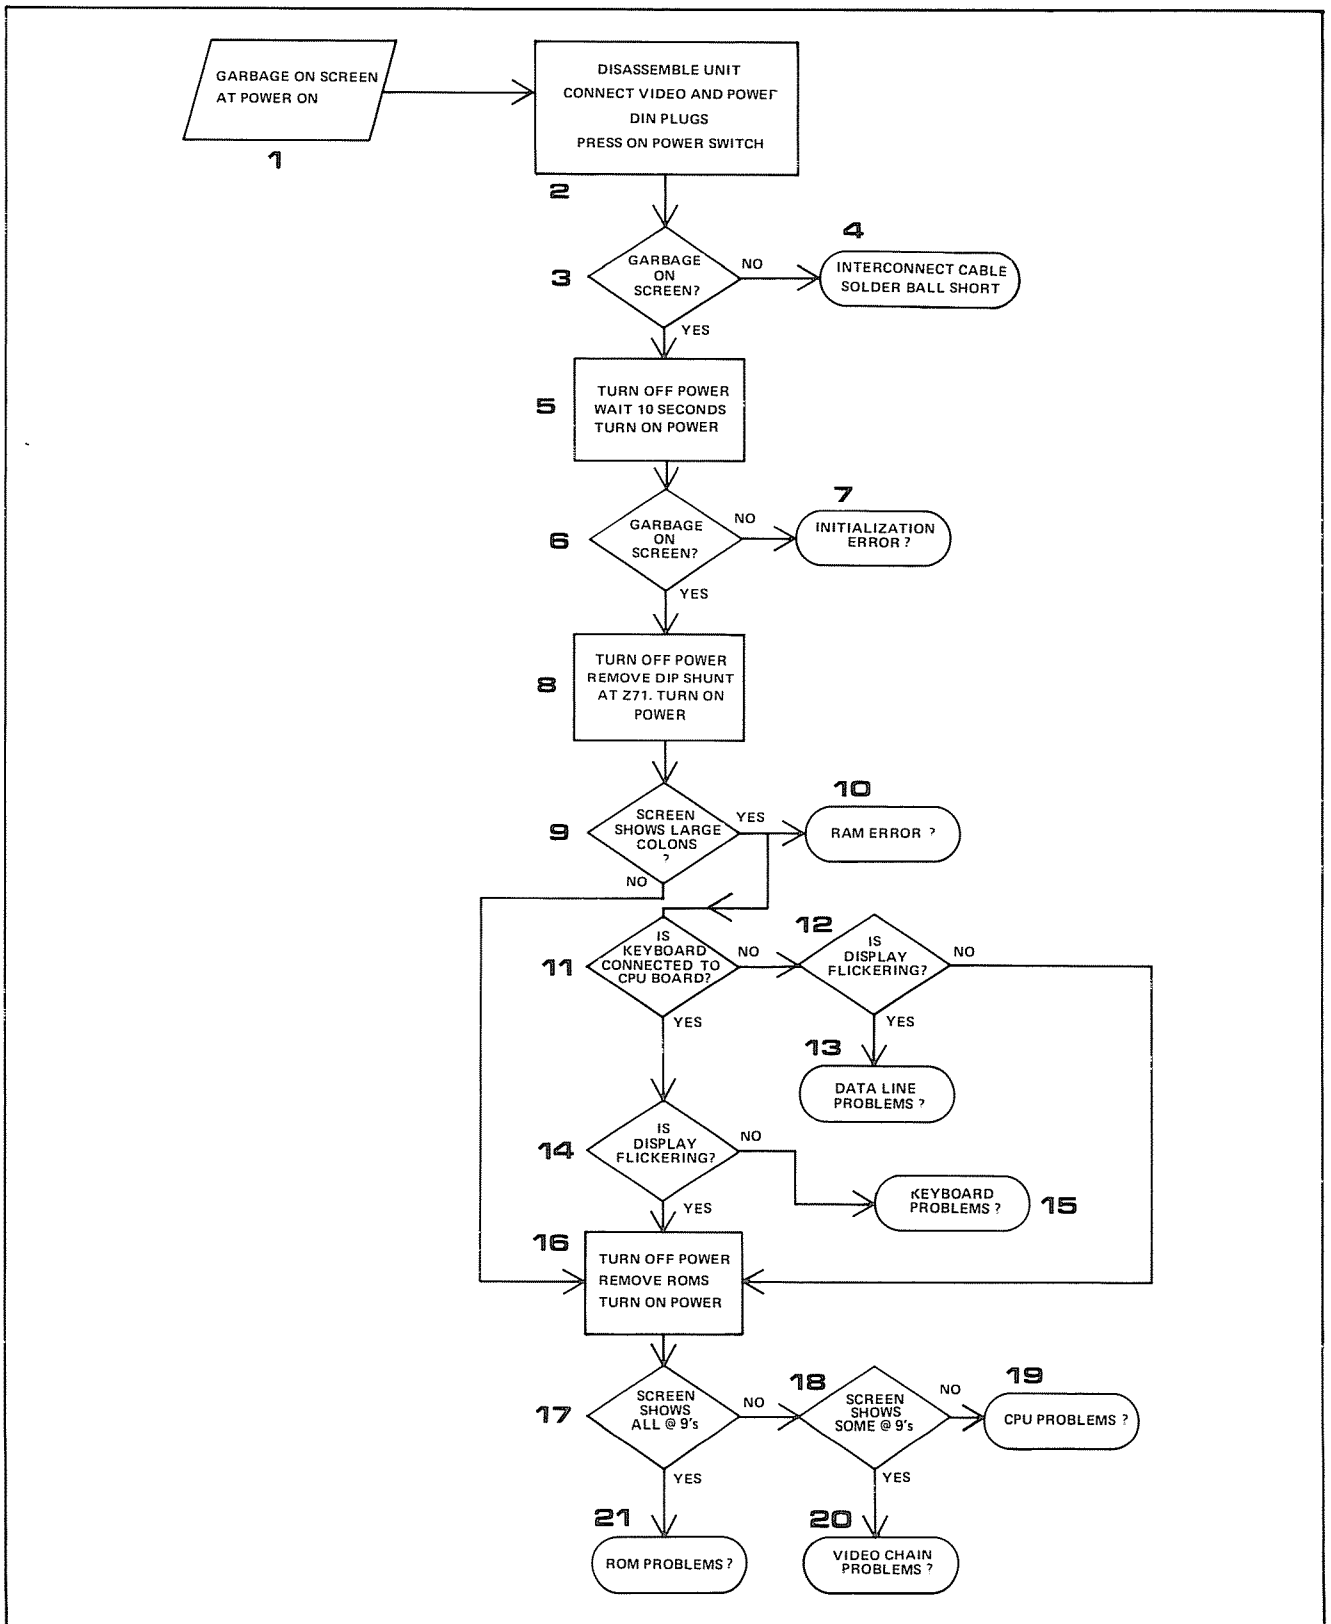 GARBAGE ON SCREEN
AT POWER ON
1
DISASSEMBLE UNIT
CONNECT VIDEO AND POWER
DIN PLUGS
PRESS ON POWER SWITCH
2
3
GARBAGE
ON
SCREEN?
NO
4
INTERCONNECT CABLE
SOLDER BALL SHORT
YES
5
TURN OFF POWER
WAIT 10 SECONDS
TURN ON POWER
6
GARBAGE
ON
SCREEN?
NO
7
INITIALIZATION
ERROR ?
YES
8
TURN OFF POWER
REMOVE DIP SHUNT
AT Z71. TURN ON
POWER
9
SCREEN
SHOWS LARGE
COLONS
?
YES
10
RAM ERROR ?
NO
11
IS
KEYBOARD
CONNECTED TO
CPU BOARD?
NO
12
IS
DISPLAY
FLICKERING?
NO
YES
YES
13
DATA LINE
PROBLEMS ?
14
IS
DISPLAY
FLICKERING?
NO
15
KEYBOARD
PROBLEMS ?
YES
16
TURN OFF POWER
REMOVE ROMS
TURN ON POWER
17
SCREEN
SHOWS
ALL @ 9's
NO
18
SCREEN
SHOWS
SOME @ 9's
NO
19
CPU PROBLEMS ?
YES
YES
21
ROM PROBLEMS ?
20
VIDEO CHAIN
PROBLEMS ?